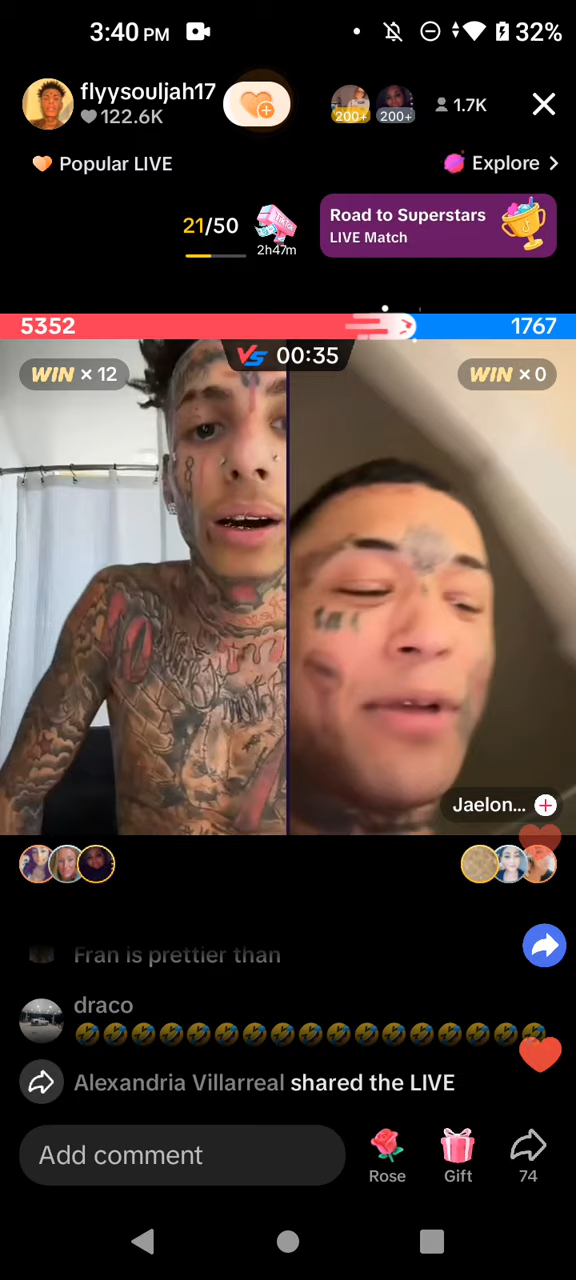 3:40 PM
32%
flyysouljah17
122.6K
200+
200+
1.7K
Popular LIVE
Explore >
21/50
TikTok
2h47m
Road to Superstars
LIVE Match
5352
1767
WIN × 12
VS 00:35
WIN × 0
Jaelon...
Fran is prettier than
draco
Alexandria Villarreal shared the LIVE
Add comment
Rose
Gift
74